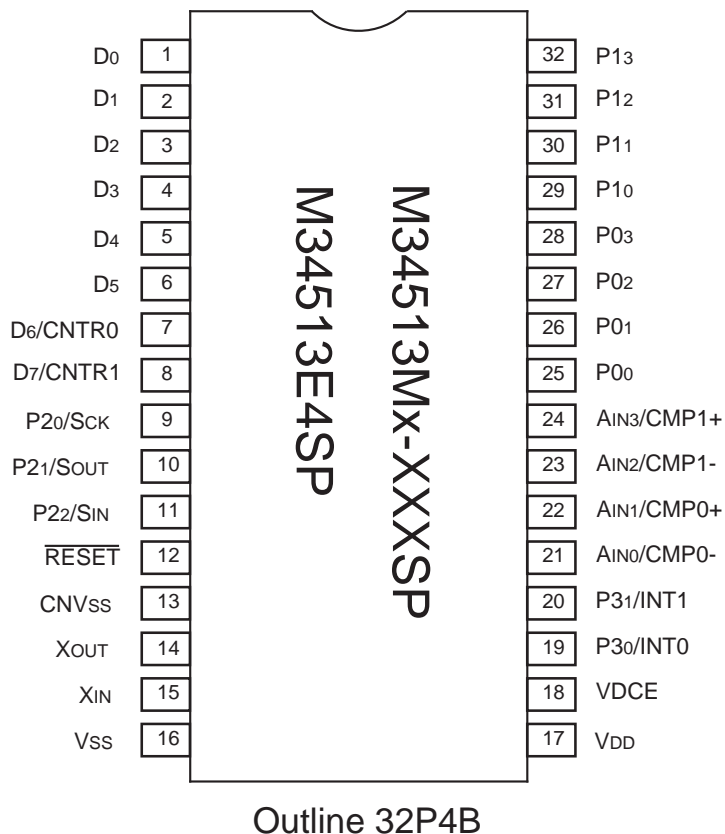 D0 1 32 P13
D1 2 31 P12
D2 3 30 P11
D3 4 29 P10
D4 5 28 P03
D5 6 27 P02
D6/CNTR0 7 26 P01
D7/CNTR1 8 25 P00
P20/SCK 9 24 AIN3/CMP1+
P21/SOUT 10 23 AIN2/CMP1-
P22/SIN 11 22 AIN1/CMP0+
RESET 12 21 AIN0/CMP0-
CNVSS 13 20 P31/INT1
XOUT 14 19 P30/INT0
XIN 15 18 VDCE
VSS 16 17 VDD
M34513Mx-XXXSP
M34513E4SP
Outline 32P4B